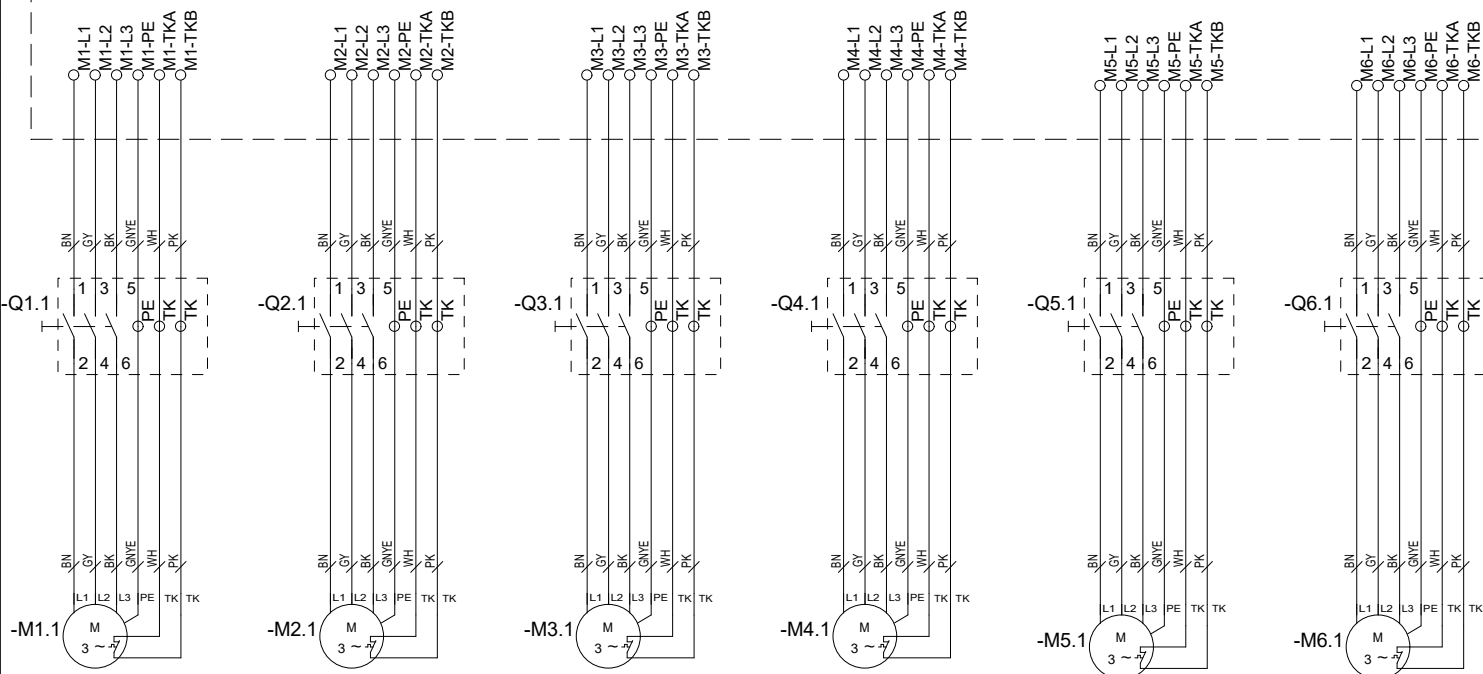 M1-L1 M1-L2 M1-L3 M1-PE M1-TKA M1-TKB
M2-L1 M2-L2 M2-L3 M2-PE M2-TKA M2-TKB
M3-L1 M3-L2 M3-L3 M3-PE M3-TKA M3-TKB
M4-L1 M4-L2 M4-L3 M4-PE M4-TKA M4-TKB
M5-L1 M5-L2 M5-L3 M5-PE M5-TKA M5-TKB
M6-L1 M6-L2 M6-L3 M6-PE M6-TKA M6-TKB
BN GY BK GNYE WH PK
BN GY BK GNYE WH PK
BN GY BK GNYE WH PK
BN GY BK GNYE WH PK
BN GY BK GNYE WH PK
BN GY BK GNYE WH PK
1 3 5
1 3 5
1 3 5
1 3 5
1 3 5
1 3 5
-Q1.1 PE TK TK
-Q2.1 PE TK TK
-Q3.1 PE TK TK
-Q4.1 PE TK TK
-Q5.1 PE TK TK
-Q6.1 PE TK TK
2 4 6
2 4 6
2 4 6
2 4 6
2 4 6
2 4 6
BN GY BK GNYE WH PK
BN GY BK GNYE WH PK
BN GY BK GNYE WH PK
BN GY BK GNYE WH PK
BN GY BK GNYE WH PK
BN GY BK GNYE WH PK
L1 L2 L3 PE TK TK
L1 L2 L3 PE TK TK
L1 L2 L3 PE TK TK
L1 L2 L3 PE TK TK
L1 L2 L3 PE TK TK
L1 L2 L3 PE TK TK
-M1.1 M
3 ~
-M2.1 M
3 ~
-M3.1 M
3 ~
-M4.1 M
3 ~
-M5.1 M
3 ~
-M6.1 M
3 ~